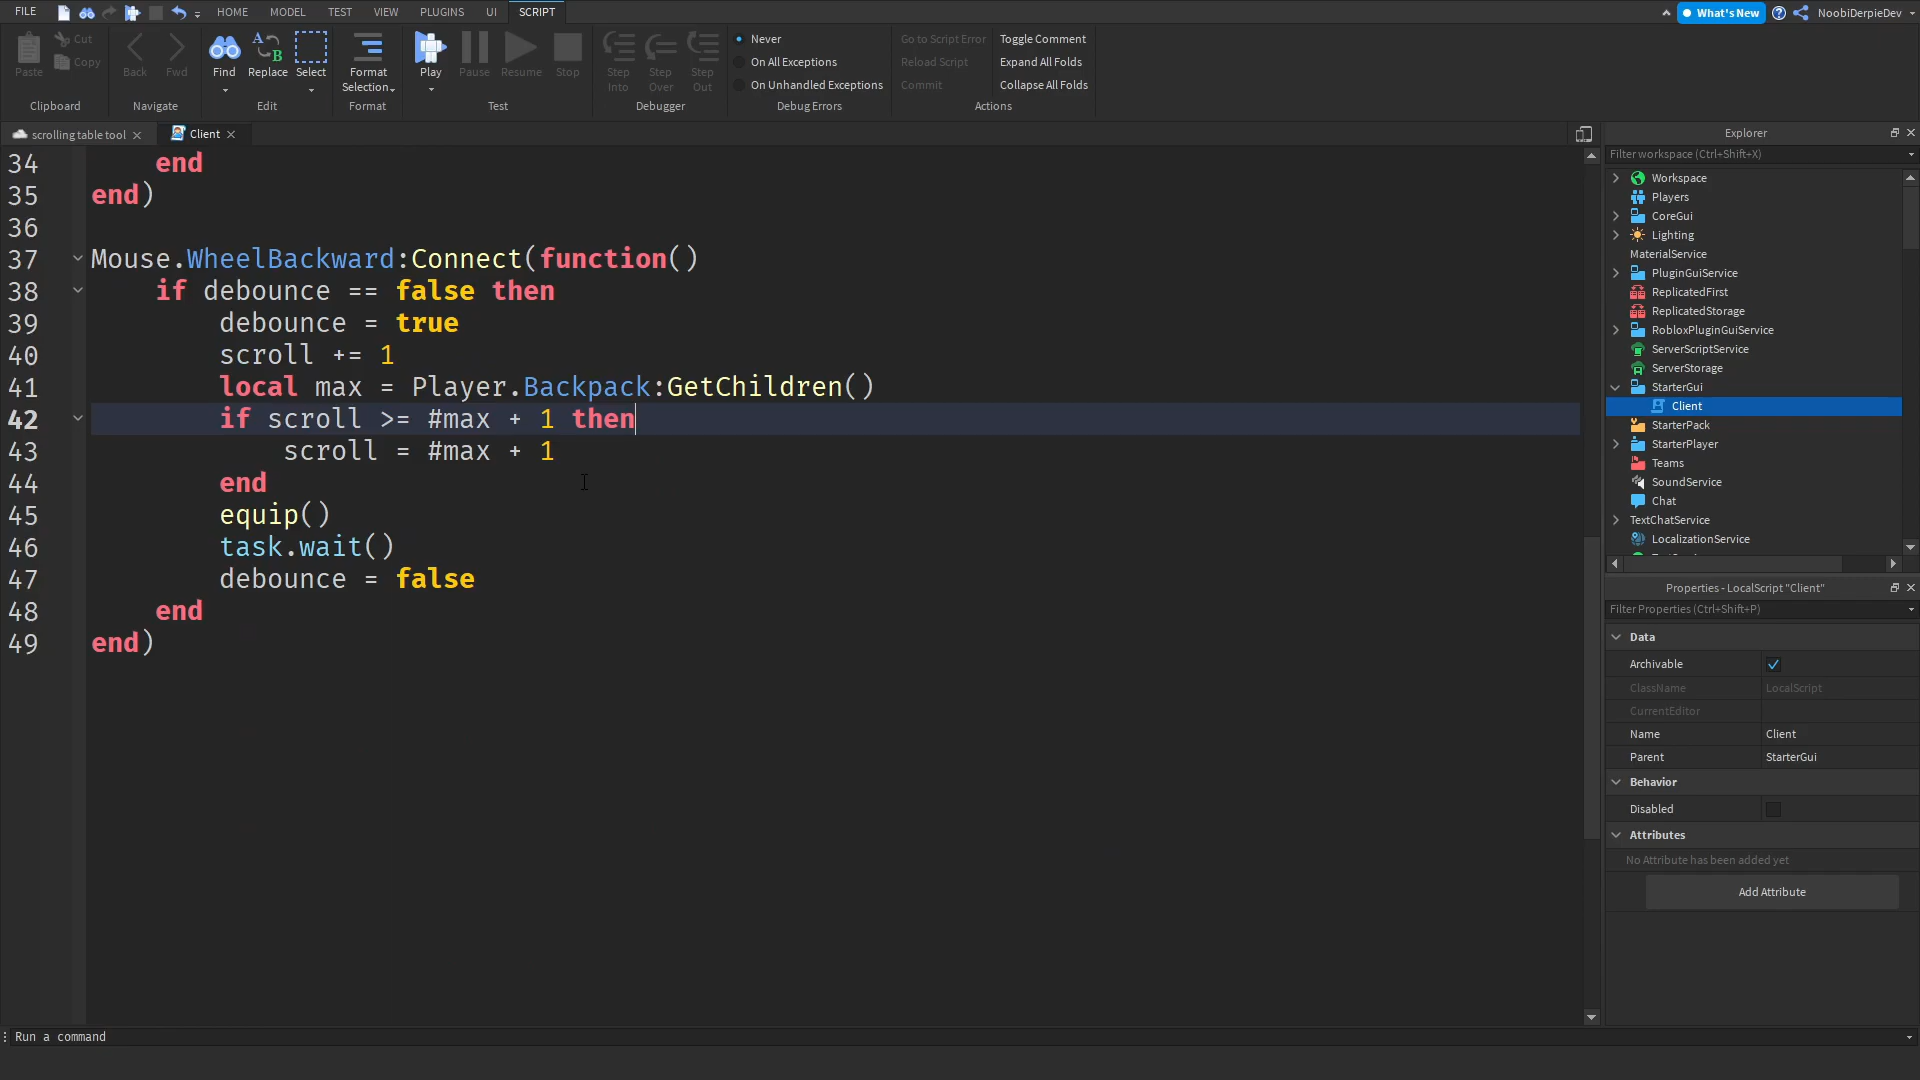 FILE HOME MODEL TEST VIEW PLUGINS UI SCRIPT What's New NoobiDerpieDev
Paste Cut Copy Clipboard
Back Fwd Navigate
Find Replace Select Edit
Format Selection Format
Play Pause Resume Stop Test
Step Into Step Over Step Out Debugger
Never
On All Exceptions
On Unhandled Exceptions
Debug Errors
Go to Script Error
Reload Script
Commit
Toggle Comment
Expand All Folds
Collapse All Folds
Actions
scrolling table tool Client
34 end
35 end)
36
37 Mouse.WheelBackward:Connect(function()
38 if debounce == false then
39 debounce = true
40 scroll += 1
41 local max = Player.Backpack:GetChildren()
42 if scroll >= #max + 1 then
43 scroll = #max + 1
44 end
45 equip()
46 task.wait()
47 debounce = false
48 end
49 end)
Explorer
Filter workspace (Ctrl+Shift+X)
Workspace
Players
CoreGui
Lighting
MaterialService
PluginGuiService
ReplicatedFirst
ReplicatedStorage
RobloxPluginGuiService
ServerScriptService
ServerStorage
StarterGui
Client
StarterPack
StarterPlayer
Teams
SoundService
Chat
TextChatService
LocalizationService
Properties - LocalScript "Client"
Filter Properties (Ctrl+Shift+P)
Data
Archivable
ClassName LocalScript
CurrentEditor
Name Client
Parent StarterGui
Behavior
Disabled
Attributes
No Attribute has been added yet
Add Attribute
Run a command